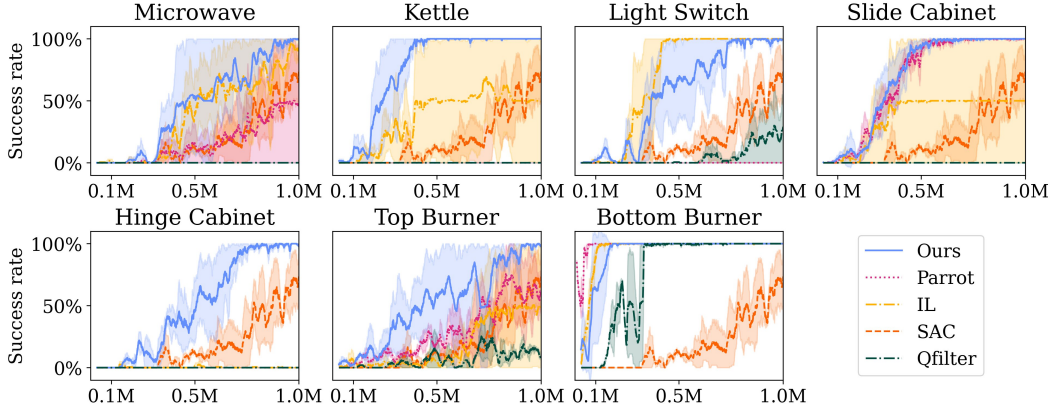 Microwave
Kettle
Light Switch
Slide Cabinet
Success rate
100%
50%
0%
0.1M 0.5M 1.0M
0.1M 0.5M 1.0M
0.1M 0.5M 1.0M
0.1M 0.5M 1.0M
Hinge Cabinet
Top Burner
Bottom Burner
Success rate
100%
50%
0%
0.1M 0.5M 1.0M
0.1M 0.5M 1.0M
0.1M 0.5M 1.0M
Ours
Parrot
IL
SAC
Qfilter